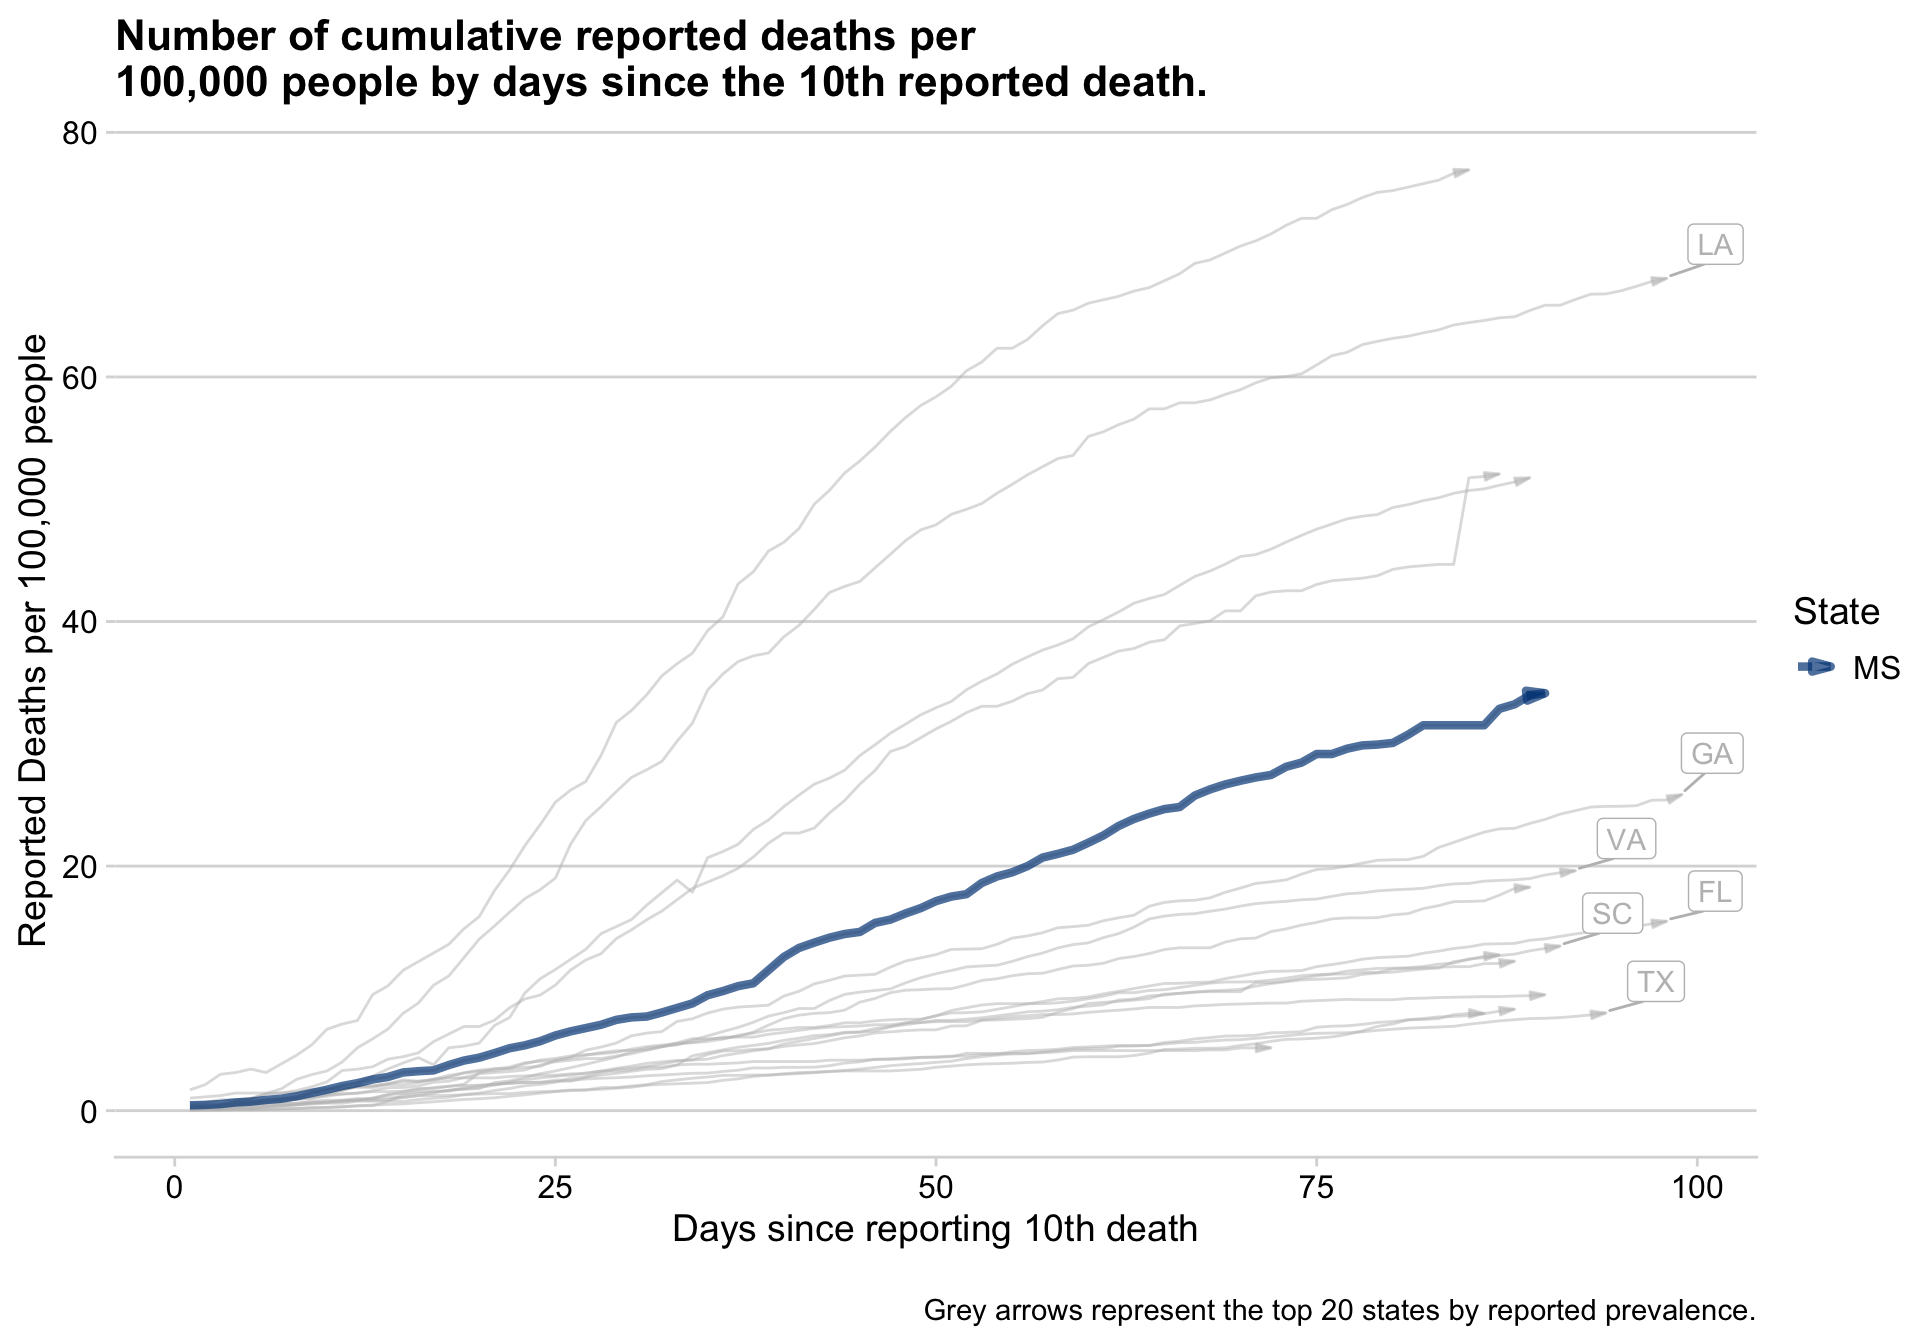 Number of cumulative reported deaths per
100,000 people by days since the 10th reported death.
Reported Deaths per 100,000 people
80
60
40
20
0
LA
GA
VA
FL
SC
TX
State
MS
0
25
50
75
100
Days since reporting 10th death
Grey arrows represent the top 20 states by reported prevalence.